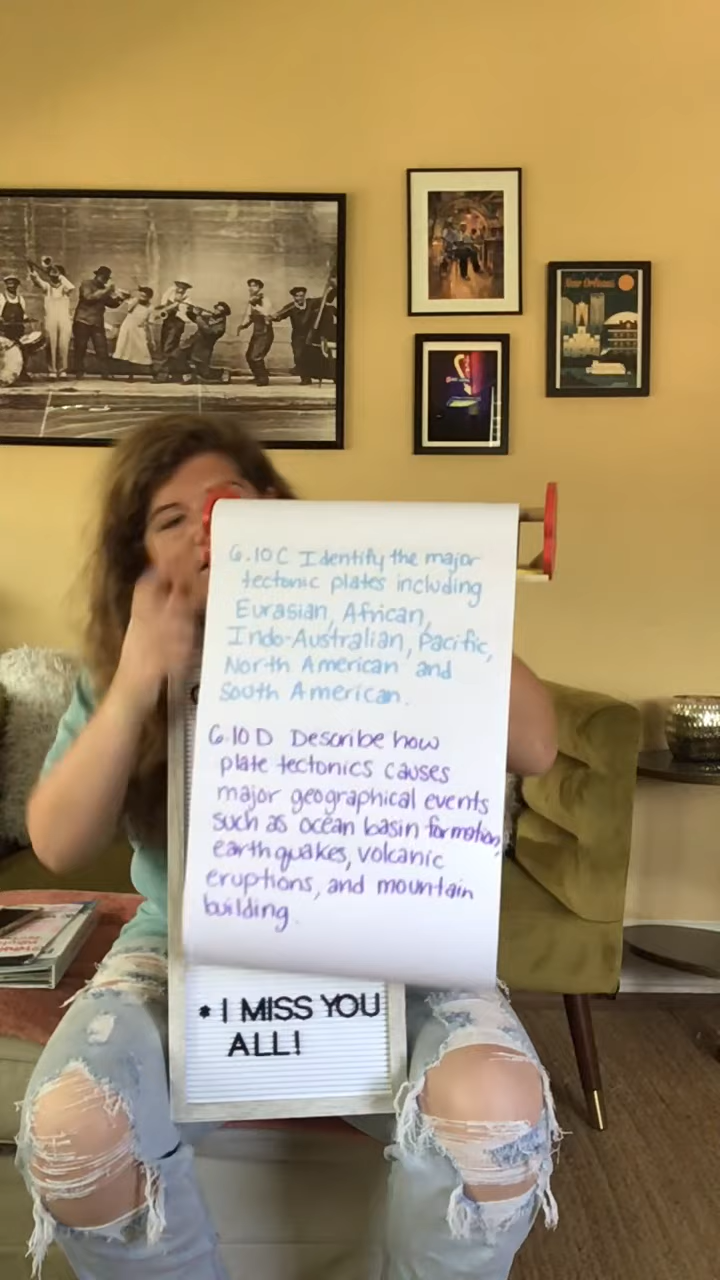 New Orleans
6.10C Identify the major
tectonic plates including
Eurasian, African,
Indo-Australian, Pacific,
North American and
South American.
6.10D Describe how
plate tectonics causes
major geographical events
such as ocean basin formation,
earthquakes, volcanic
eruptions, and mountain
building.
* I MISS YOU
ALL!